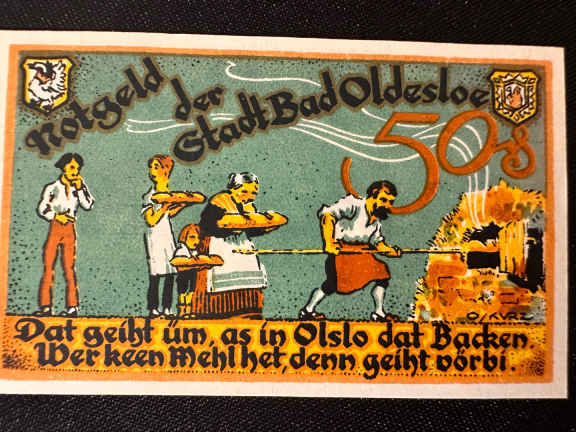 Notgeld der
Stadt Bad Oldesloe
50 ₰
O/KVRZ
Dat geiht üm, as in Olslo dat Backen.
Wer keen Mehl het, denn geiht vörbi.